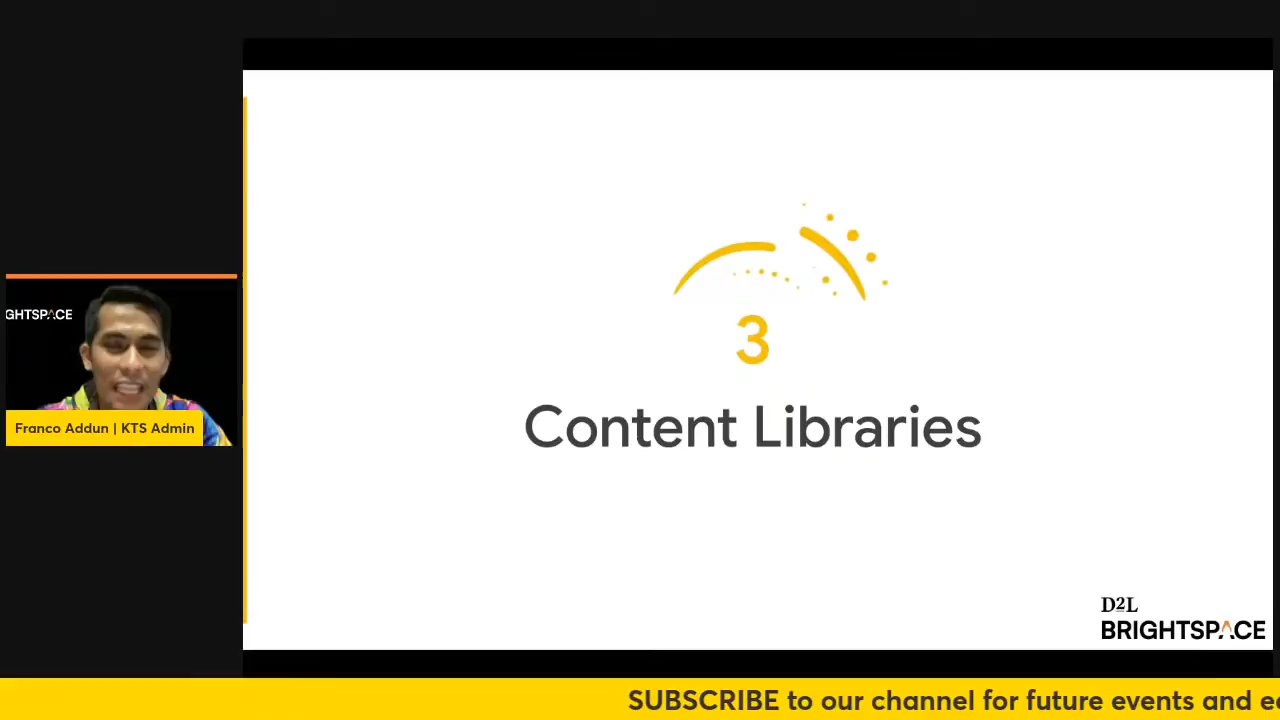 GHTSPACE
Franco Addun | KTS Admin
3
Content Libraries
D2L
BRIGHTSPACE
SUBSCRIBE to our channel for future events and